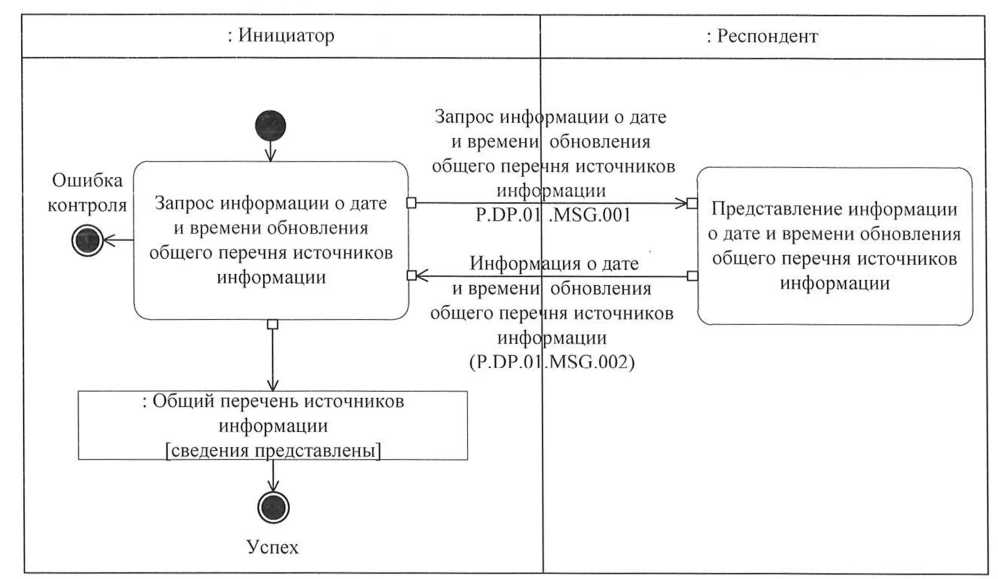 : Инициатор
: Респондент
Запрос информации о дате
и времени обновления
общего перечня источников
информации
P.DP.01 .MSG.001
Ошибка
контроля
Запрос информации о дате
и времени обновления
общего перечня источников
информации
Представление информации
о дате и времени обновления
общего перечня источников
информации
Информация о дате
и времени обновления
общего перечня источников
информации
(P.DP.01.MSG.002)
: Общий перечень источников
информации
[сведения представлены]
Успех